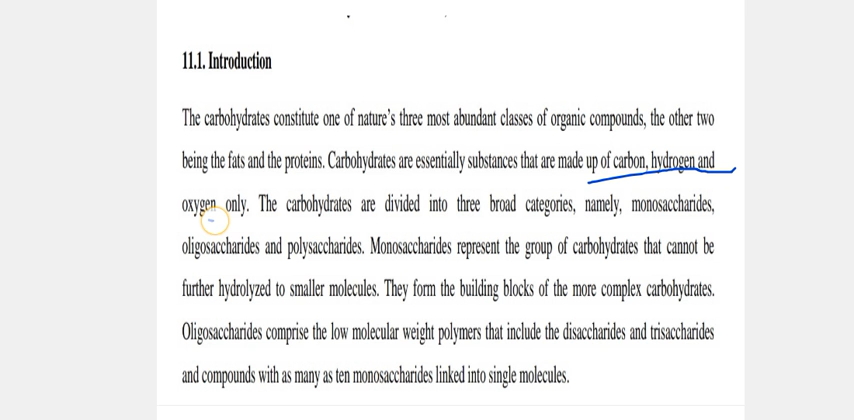 11.1. Introduction
The carbohydrates constitute one of nature's three most abundant classes of organic compounds, the other two
being the fats and the proteins. Carbohydrates are essentially substances that are made up of carbon, hydrogen and
oxygen only. The carbohydrates are divided into three broad categories, namely, monosaccharides,
oligosaccharides and polysaccharides. Monosaccharides represent the group of carbohydrates that cannot be
further hydrolyzed to smaller molecules. They form the building blocks of the more complex carbohydrates.
Oligosaccharides comprise the low molecular weight polymers that include the disaccharides and trisaccharides
and compounds with as many as ten monosaccharides linked into single molecules.